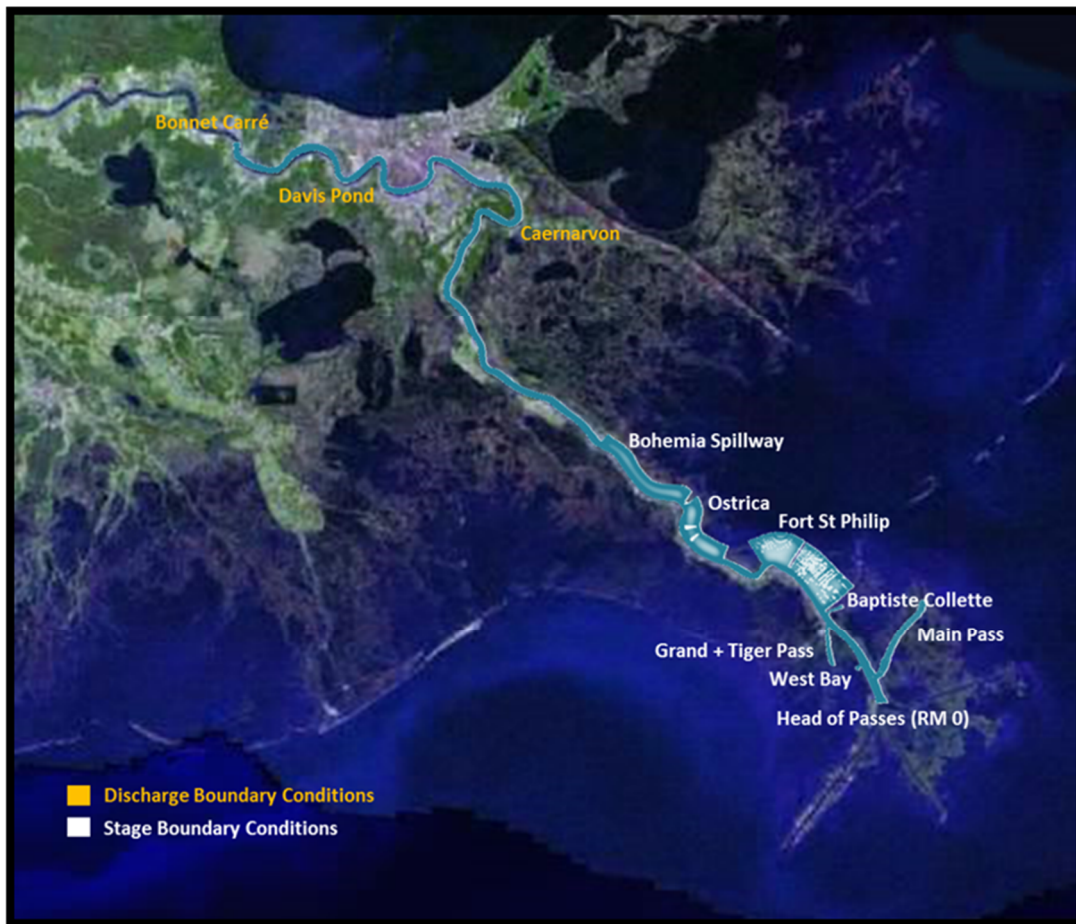 Bonnet Carré
Davis Pond
Caernarvon
Bohemia Spillway
Ostrica
Fort St Philip
Baptiste Collette
Main Pass
Grand + Tiger Pass
West Bay
Head of Passes (RM 0)
Discharge Boundary Conditions
Stage Boundary Conditions